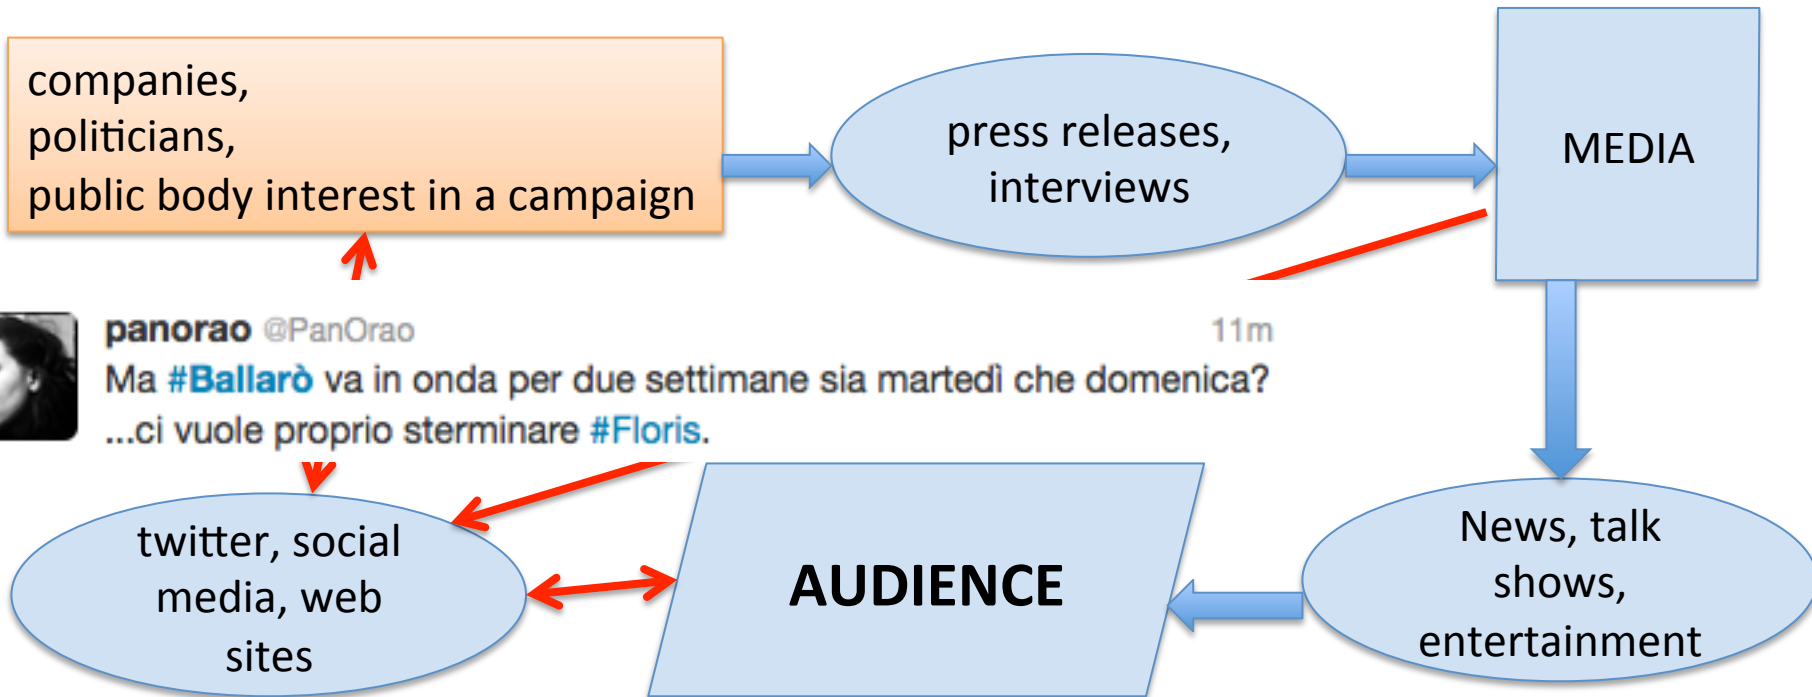 companies,
politicians,
public body interest in a campaign
press releases,
interviews
MEDIA
panorao @PanOrao 11m
Ma #Ballarò va in onda per due settimane sia martedì che domenica?
...ci vuole proprio sterminare #Floris.
twitter, social
media, web
sites
AUDIENCE
News, talk
shows,
entertainment